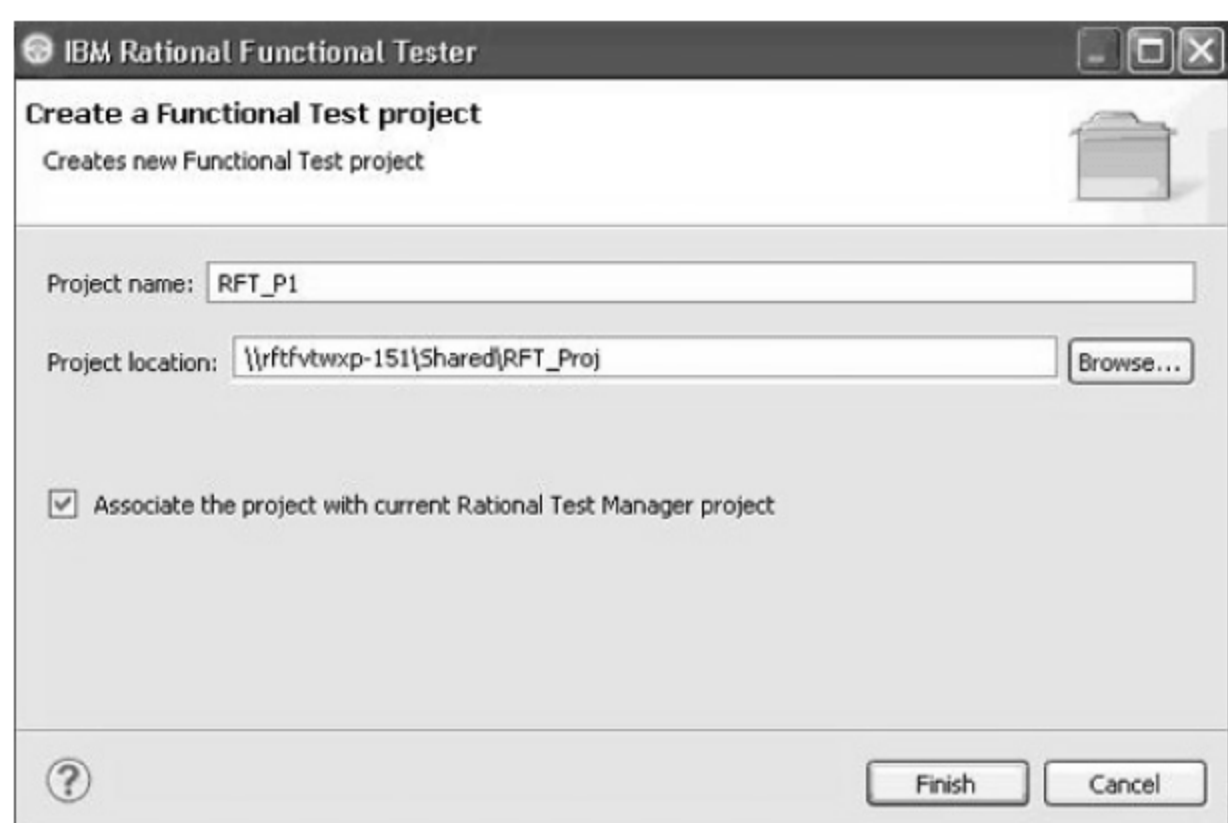 IBM Rational Functional Tester
Create a Functional Test project
Creates new Functional Test project
Project name: RFT_P1
Project location: \\rftfvtwxp-151\Shared\RFT_Proj Browse...
Associate the project with current Rational Test Manager project
? Finish Cancel